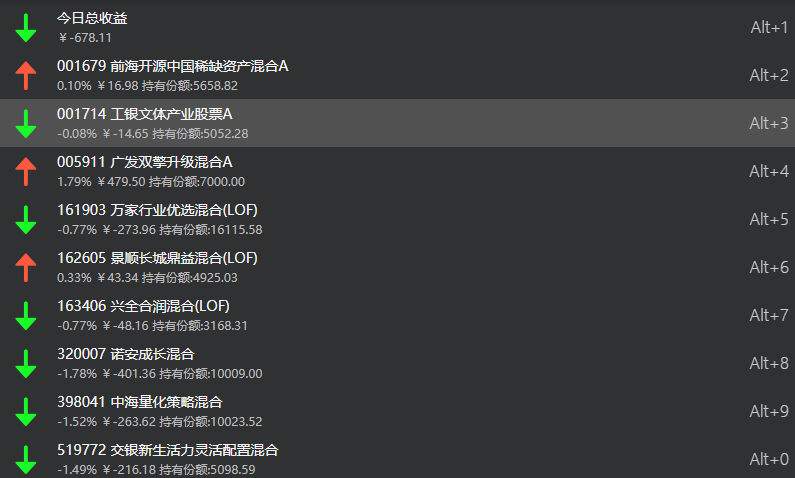 今日总收益
￥-678.11
Alt+1
001679 前海开源中国稀缺资产混合A
0.10% ￥16.98 持有份额:5658.82
Alt+2
001714 工银文体产业股票A
-0.08% ￥-14.65 持有份额:5052.28
Alt+3
005911 广发双擎升级混合A
1.79% ￥479.50 持有份额:7000.00
Alt+4
161903 万家行业优选混合(LOF)
-0.77% ￥-273.96 持有份额:16115.58
Alt+5
162605 景顺长城鼎益混合(LOF)
0.33% ￥43.34 持有份额:4925.03
Alt+6
163406 兴全合润混合(LOF)
-0.77% ￥-48.16 持有份额:3168.31
Alt+7
320007 诺安成长混合
-1.78% ￥-401.36 持有份额:10009.00
Alt+8
398041 中海量化策略混合
-1.52% ￥-263.62 持有份额:10023.52
Alt+9
519772 交银新生活力灵活配置混合
-1.49% ￥-216.18 持有份额:5098.59
Alt+0